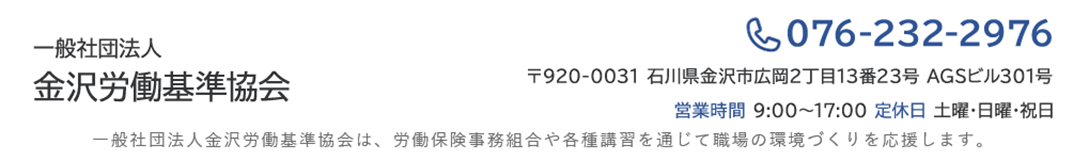 一般社団法人
金沢労働基準協会
076-232-2976
〒920-0031 石川県金沢市広岡2丁目13番23号 AGSビル301号
営業時間 9:00～17:00 定休日 土曜・日曜・祝日
一般社団法人金沢労働基準協会は、労働保険事務組合や各種講習を通じて職場の環境づくりを応援します。